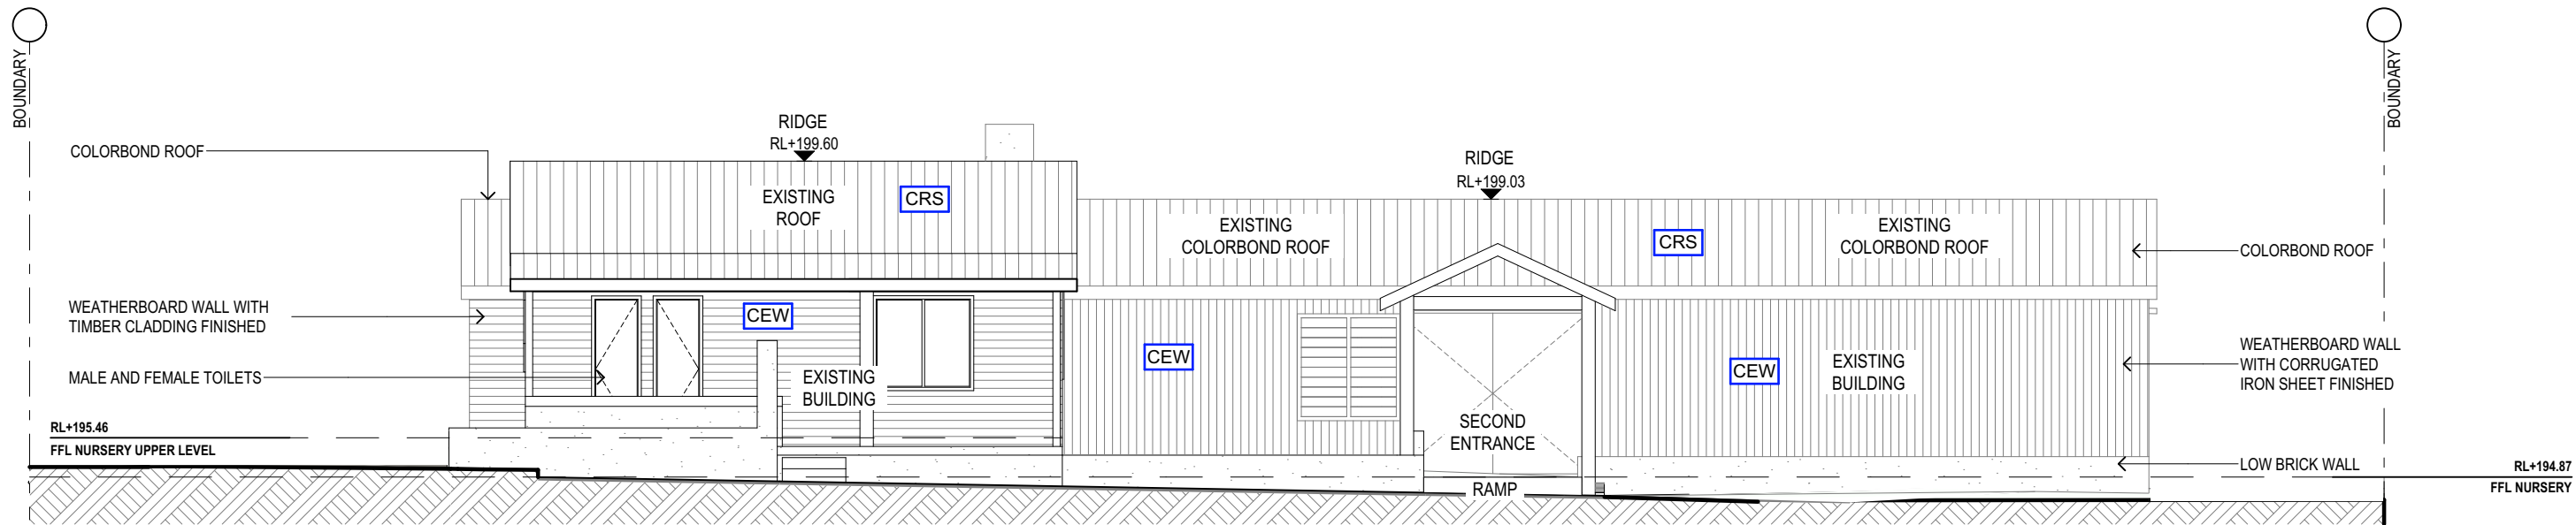 BOUNDARY
BOUNDARY
RIDGE
RL+199.60
COLORBOND ROOF
RIDGE
RL+199.03
EXISTING
ROOF
CRS
EXISTING
COLORBOND ROOF
CRS
EXISTING
COLORBOND ROOF
COLORBOND ROOF
WEATHERBOARD WALL WITH
TIMBER CLADDING FINISHED
CEW
CEW
CEW
EXISTING
BUILDING
WEATHERBOARD WALL
WITH CORRUGATED
IRON SHEET FINISHED
MALE AND FEMALE TOILETS
EXISTING
BUILDING
SECOND
ENTRANCE
RL+195.46
FFL NURSERY UPPER LEVEL
LOW BRICK WALL
RL+194.87
FFL NURSERY
RAMP